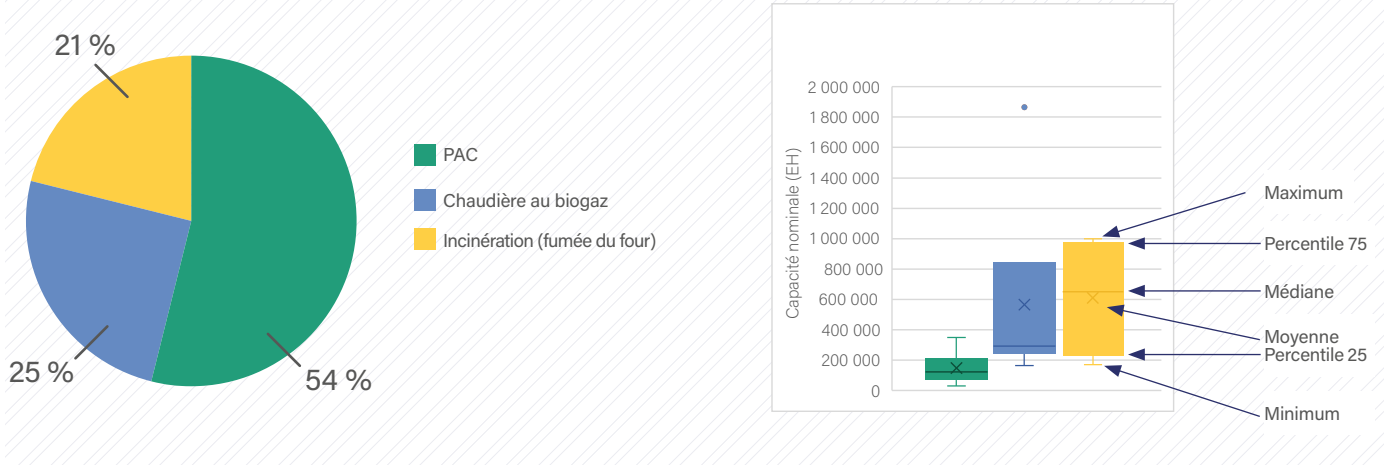 21 %
25 %
54 %
PAC
Chaudière au biogaz
Incinération (fumée du four)
Capacité nominale (EH)
2 000 000
1 800 000
1 600 000
1 400 000
1 200 000
1 000 000
800 000
600 000
400 000
200 000
0
Maximum
Percentile 75
Médiane
Moyenne
Percentile 25
Minimum